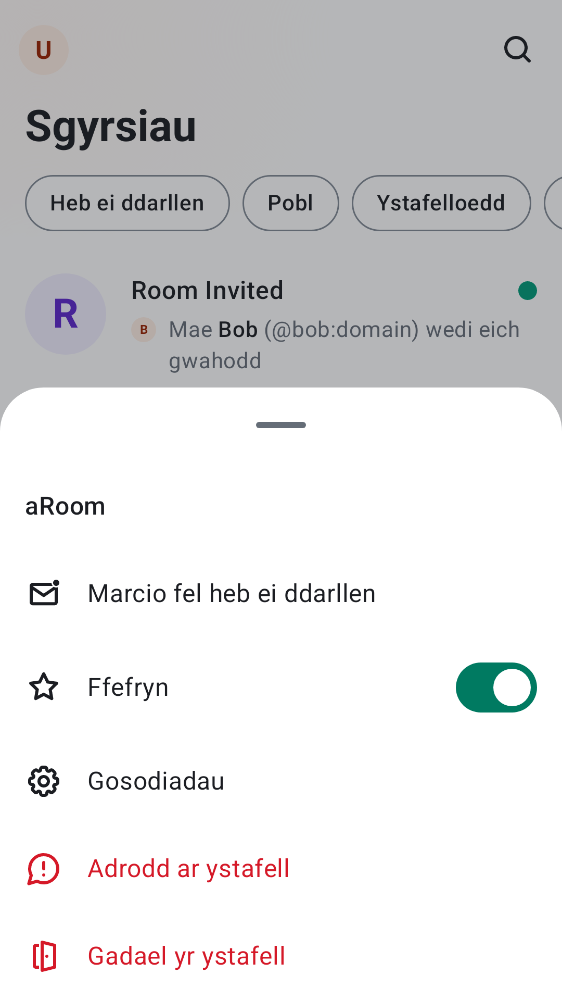 U
Sgyrsiau
Heb ei ddarllen
Pobl
Ystafelloedd
R
Room Invited
B
Mae Bob (@bob:domain) wedi eich
gwahodd
aRoom
Marcio fel heb ei ddarllen
Ffefryn
Gosodiadau
Adrodd ar ystafell
Gadael yr ystafell